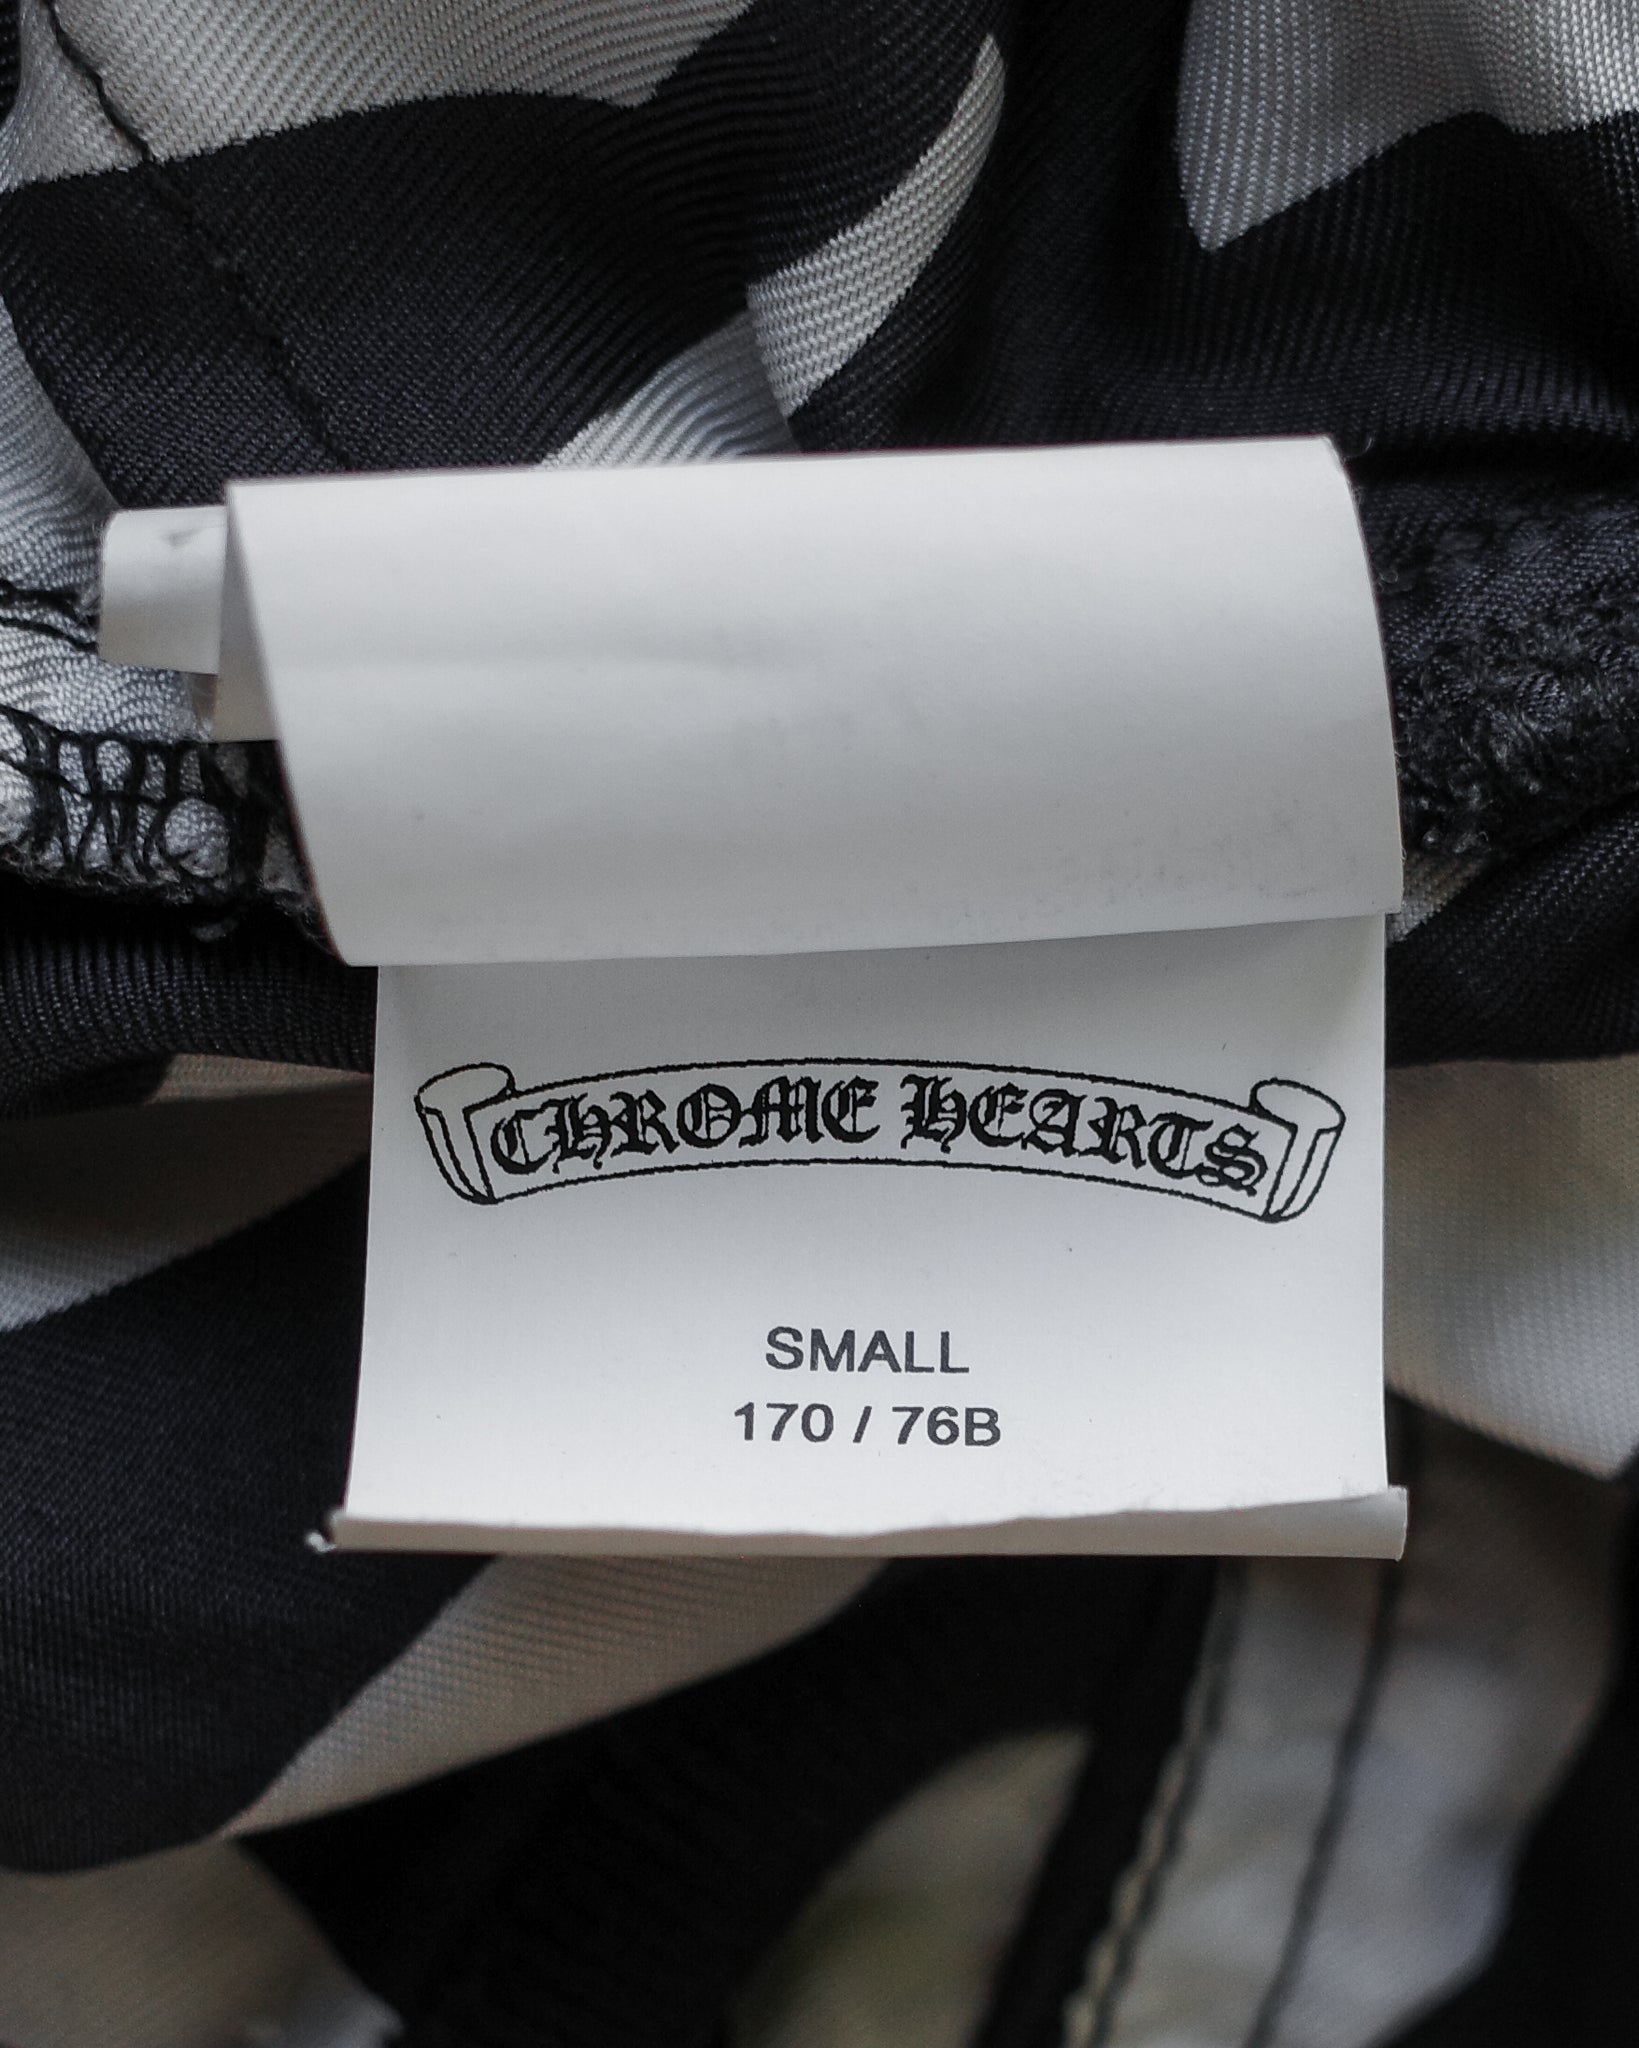 CHROME HEARTS
SMALL
170 / 76B